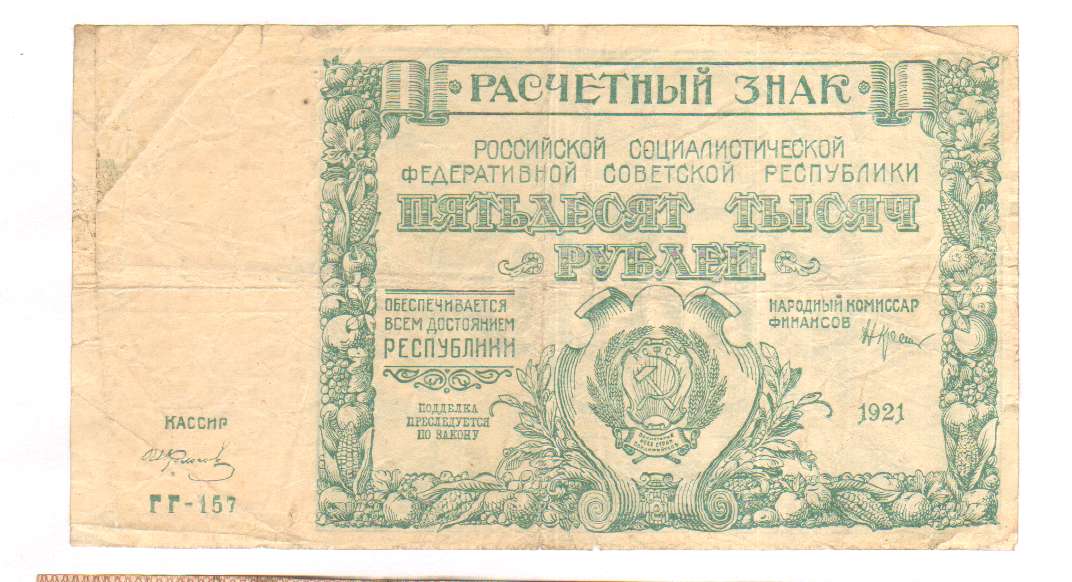 РАСЧЕТНЫЙ ЗНАК
РОССИЙСКОЙ СОЦИАЛИСТИЧЕСКОЙ
ФЕДЕРАТИВНОЙ СОВЕТСКОЙ РЕСПУБЛИКИ
ПЯТЬДЕСЯТ ТЫСЯЧ
РУБЛЕЙ
ОБЕСПЕЧИВАЕТСЯ
ВСЕМ ДОСТОЯНИЕМ
РЕСПУБЛИКИ
НАРОДНЫЙ КОМИССАР
ФИНАНСОВ
ПОДДЕЛКА
ПРЕСЛЕДУЕТСЯ
ПО ЗАКОНУ
РСФСР
1921
КАССИР
ГГ-157